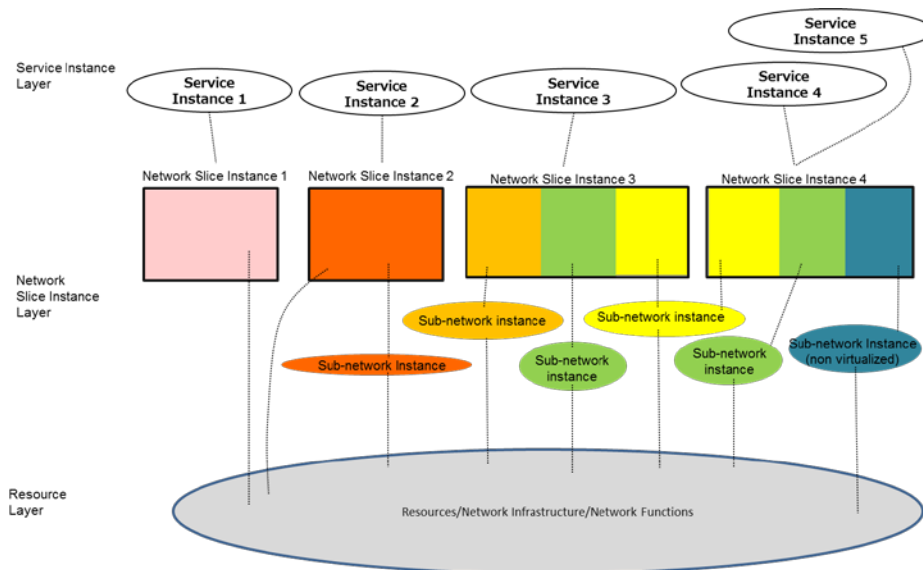 Service
Instance 5
Service Instance
Layer
Service
Instance 1
Service
Instance 2
Service
Instance 3
Service
Instance 4
Network Slice Instance 1
Network Slice Instance 2
Network Slice Instance 3
Network Slice Instance 4
Network
Slice Instance
Layer
Sub-network instance
Sub-network instance
Sub-network Instance
Sub-network
instance
Sub-network
instance
Sub-network Instance
(non virtualized)
Resource
Layer
Resources/Network Infrastructure/Network Functions